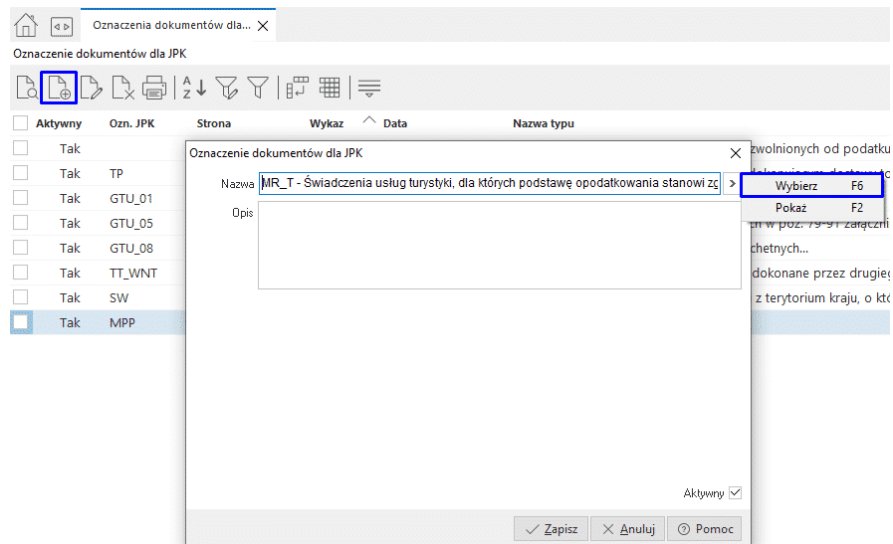 Oznaczenia dokumentów dla...
Oznaczenie dokumentów dla JPK
Aktywny Ozn. JPK Strona Wykaz Data Nazwa typu
Tak zwolnionych od podatku
Tak TP
Tak GTU_01
Tak GTU_05
Tak GTU_08 chetnych...
Tak TT_WNT dokonane przez drugieg
Tak SW z terytorium kraju, o któ
Tak MPP
Oznaczenie dokumentów dla JPK
Nazwa MR_T - Świadczenia usług turystyki, dla których podstawę opodatkowania stanowi zg
Wybierz F6
Pokaż F2
Opis
Aktywny
Zapisz Anuluj Pomoc